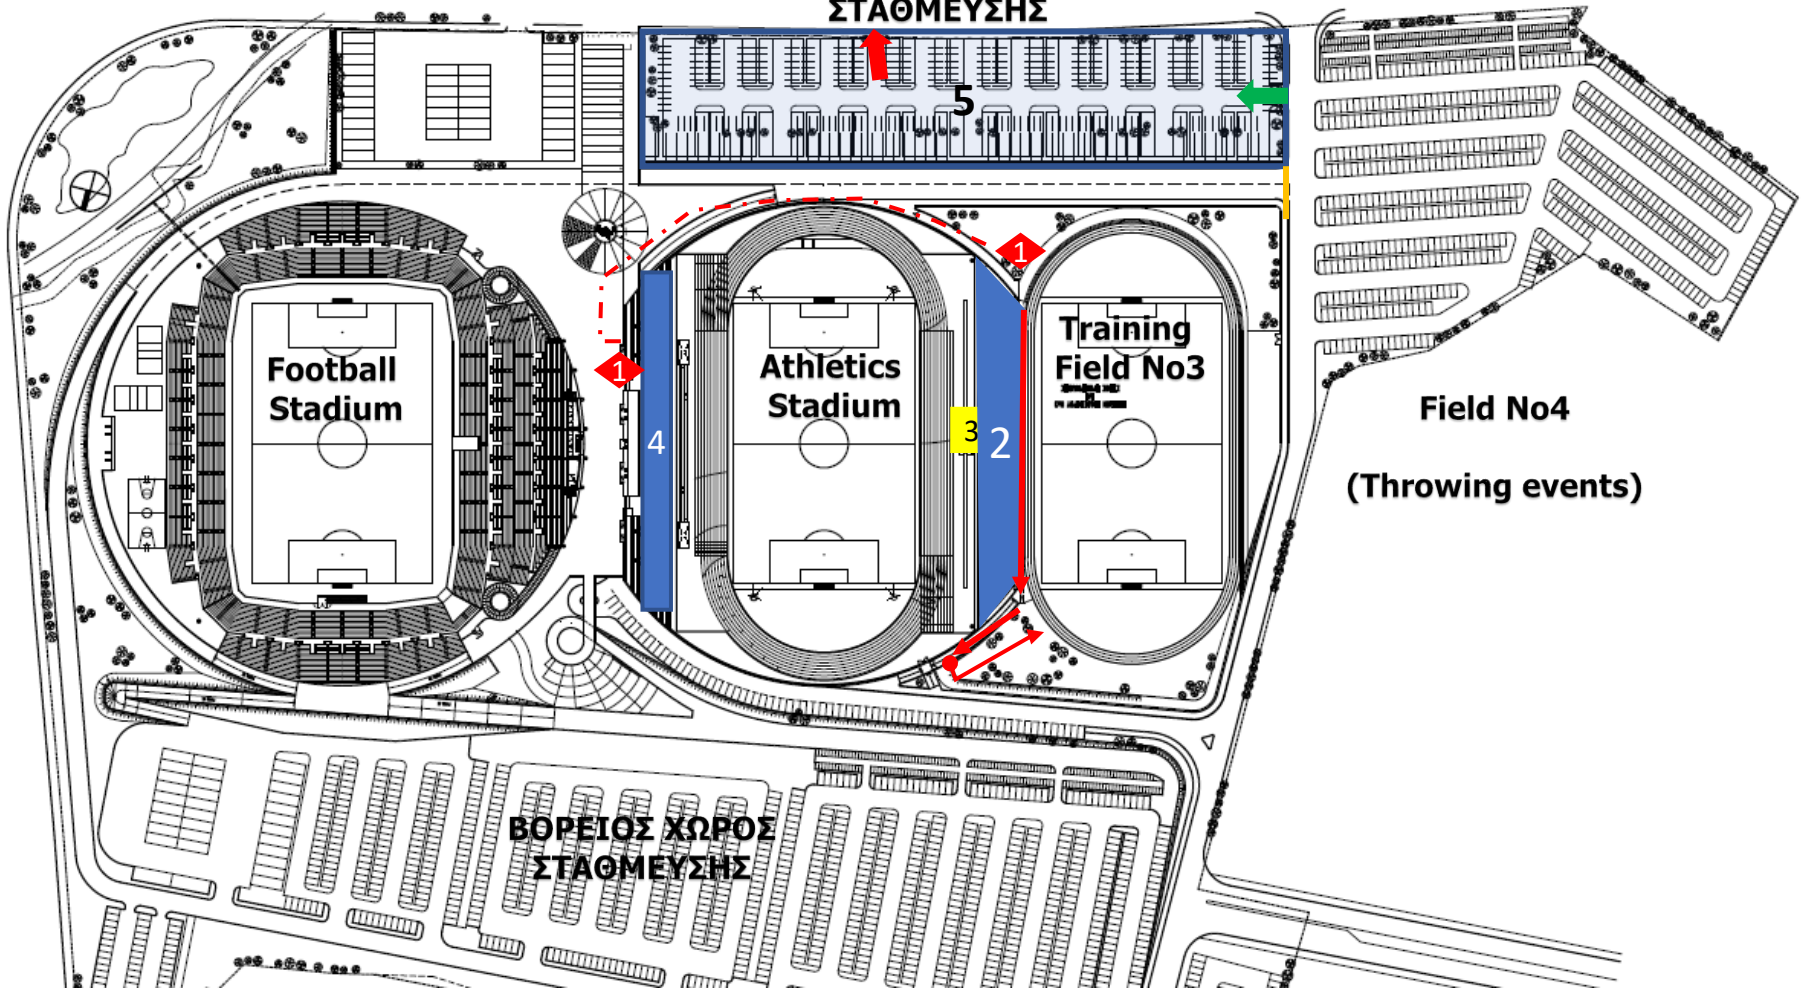 ΣΤΑΘΜΕΥΣΗΣ
5
1
1
Football
Stadium
Athletics
Stadium
Training
Field No3
4
3
2
Field No4
(Throwing events)
ΒΟΡΕΙΟΣ ΧΩΡΟΣ
ΣΤΑΘΜΕΥΣΗΣ